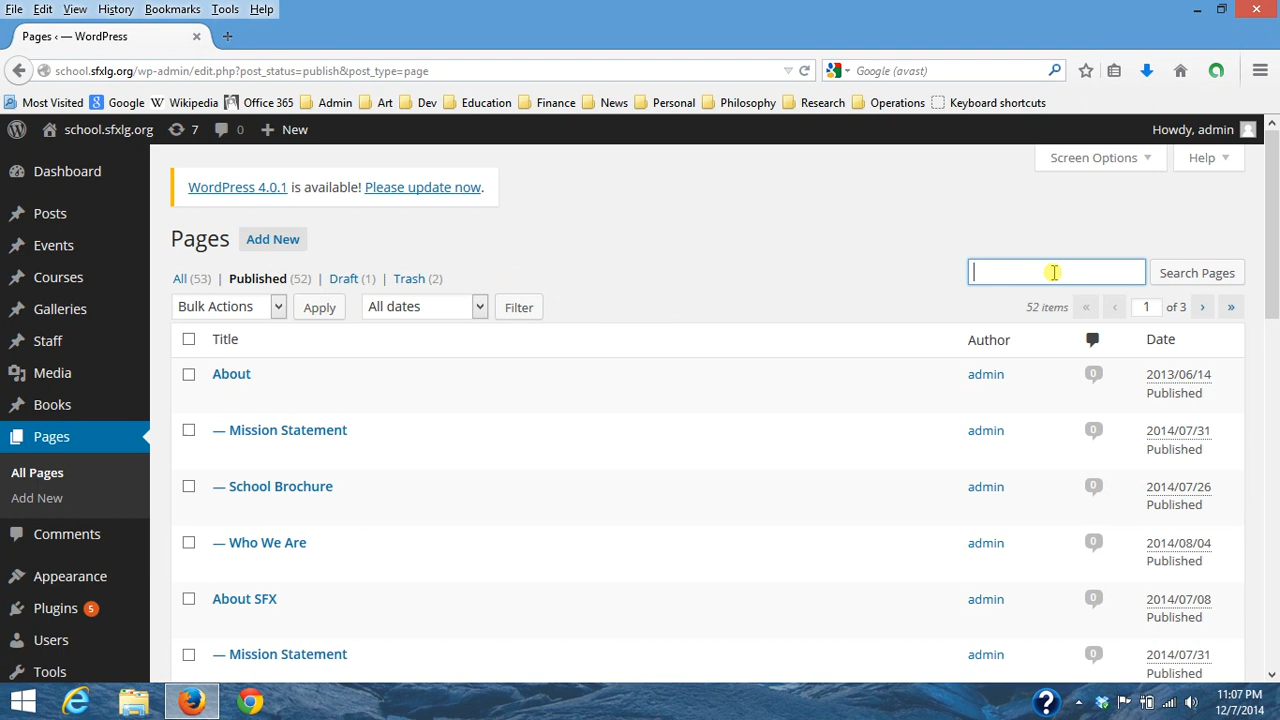 File Edit View History Bookmarks Tools Help
Pages ‹ — WordPress
school.sfxlg.org/wp-admin/edit.php?post_status=publish&post_type=page
Google (avast)
Most Visited Google Wikipedia Office 365 Admin Art Dev Education Finance News Personal Philosophy Research Operations Keyboard shortcuts
school.sfxlg.org 7 0 New Howdy, admin
Screen Options Help
WordPress 4.0.1 is available! Please update now.
Pages Add New
All (53) | Published (52) | Draft (1) | Trash (2)
Search Pages
Bulk Actions Apply All dates Filter
52 items « ‹ 1 of 3 › »
Title Author Date
About admin 0 2013/06/14
Published
— Mission Statement admin 0 2014/07/31
Published
— School Brochure admin 0 2014/07/26
Published
— Who We Are admin 0 2014/08/04
Published
About SFX admin 0 2014/07/08
Published
— Mission Statement admin 0 2014/07/31
Published
Dashboard
Posts
Events
Courses
Galleries
Staff
Media
Books
Pages
All Pages
Add New
Comments
Appearance
Plugins 5
Users
Tools
11:07 PM
12/7/2014